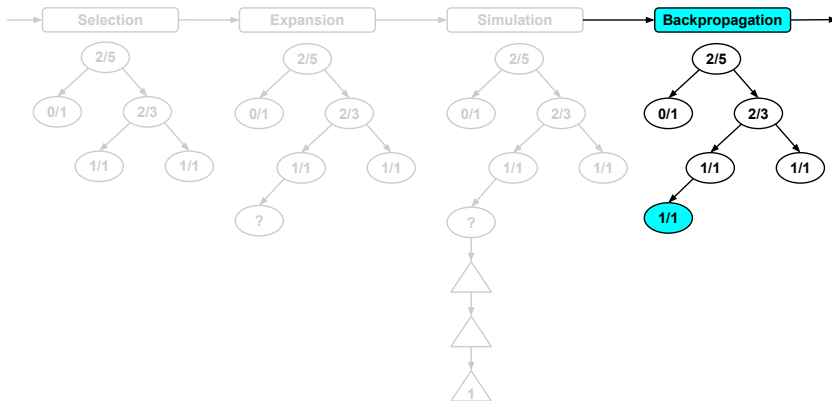 Selection Expansion Simulation Backpropagation
2/5 2/5 2/5 2/5
0/1 2/3 0/1 2/3 0/1 2/3 0/1 2/3
1/1 1/1 1/1 1/1 1/1 1/1 1/1 1/1
? ? 1/1
1